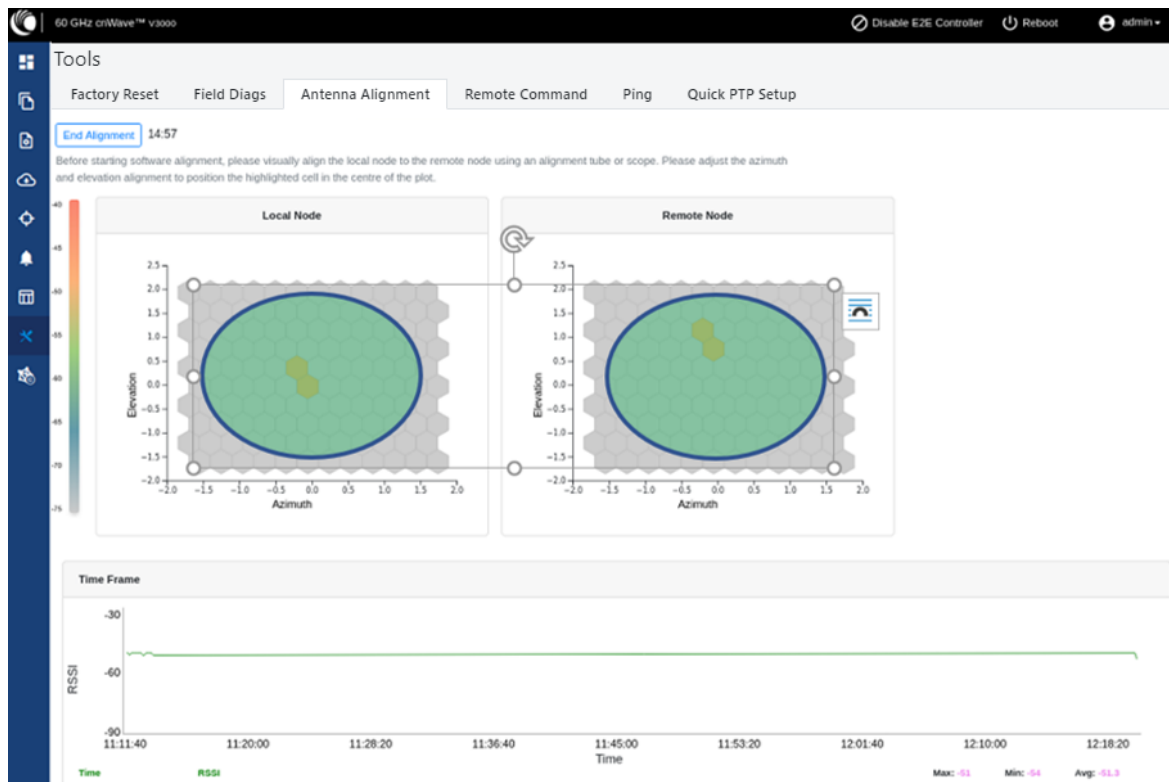 60 GHz cnWave™ V3000
Disable E2E Controller
Reboot
admin
Tools
Factory Reset
Field Diags
Antenna Alignment
Remote Command
Ping
Quick PTP Setup
End Alignment
14:57
Before starting software alignment, please visually align the local node to the remote node using an alignment tube or scope. Please adjust the azimuth
and elevation alignment to position the highlighted cell in the centre of the plot.
-40
-45
-50
-55
-60
-65
-70
-75
Local Node
2.5
2.0
1.5
1.0
0.5
0.0
-0.5
-1.0
-1.5
-2.0
Elevation
-2.0 -1.5 -1.0 -0.5 0.0 0.5 1.0 1.5 2.0
Azimuth
Remote Node
2.5
2.0
1.5
1.0
0.5
0.0
-0.5
-1.0
-1.5
-2.0
Elevation
-2.0 -1.5 -1.0 -0.5 0.0 0.5 1.0 1.5 2.0
Azimuth
Time Frame
-30
-60
-90
RSSI
11:11:40 11:20:00 11:28:20 11:36:40 11:45:00 11:53:20 12:01:40 12:10:00 12:18:20
Time
Time RSSI Max: -51 Min: -54 Avg: -51.3